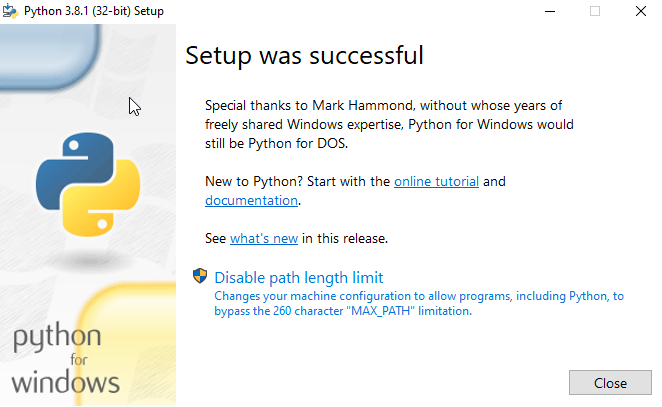 Python 3.8.1 (32-bit) Setup
Setup was successful
Special thanks to Mark Hammond, without whose years of
freely shared Windows expertise, Python for Windows would
still be Python for DOS.
New to Python? Start with the online tutorial and
documentation.
See what's new in this release.
Disable path length limit
Changes your machine configuration to allow programs, including Python, to
bypass the 260 character "MAX_PATH" limitation.
python
for
windows
Close